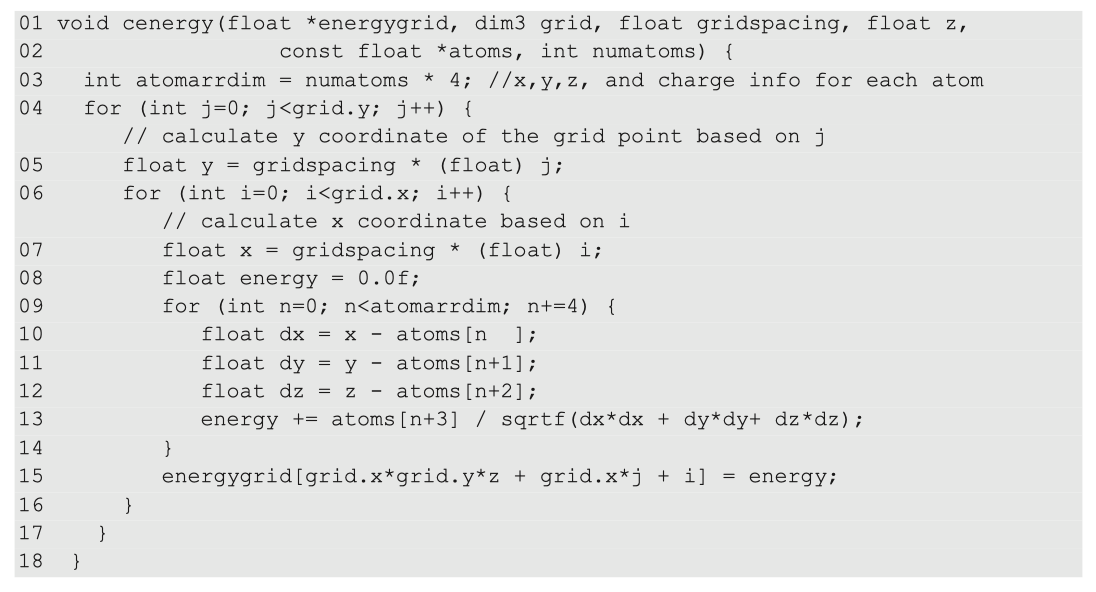 01 void cenergy(float *energygrid, dim3 grid, float gridspacing, float z,
02                   const float *atoms, int numatoms) {
03   int atomarrdim = numatoms * 4; //x,y,z, and charge info for each atom
04   for (int j=0; j<grid.y; j++) {
        // calculate y coordinate of the grid point based on j
05      float y = gridspacing * (float) j;
06      for (int i=0; i<grid.x; i++) {
           // calculate x coordinate based on i
07         float x = gridspacing * (float) i;
08         float energy = 0.0f;
09         for (int n=0; n<atomarrdim; n+=4) {
10            float dx = x - atoms[n  ];
11            float dy = y - atoms[n+1];
12            float dz = z - atoms[n+2];
13            energy += atoms[n+3] / sqrtf(dx*dx + dy*dy+ dz*dz);
14         }
15         energygrid[grid.x*grid.y*z + grid.x*j + i] = energy;
16      }
17    }
18  }